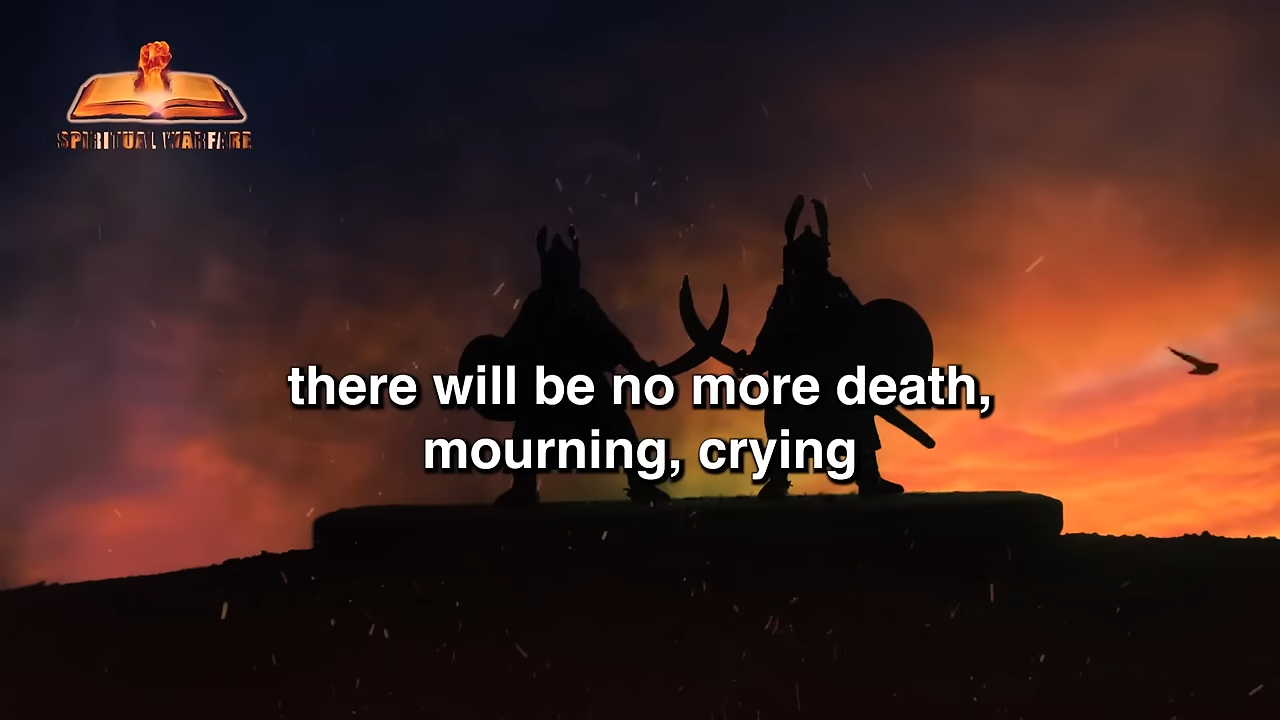 SPIRITUAL WARFARE
there will be no more death,
mourning, crying